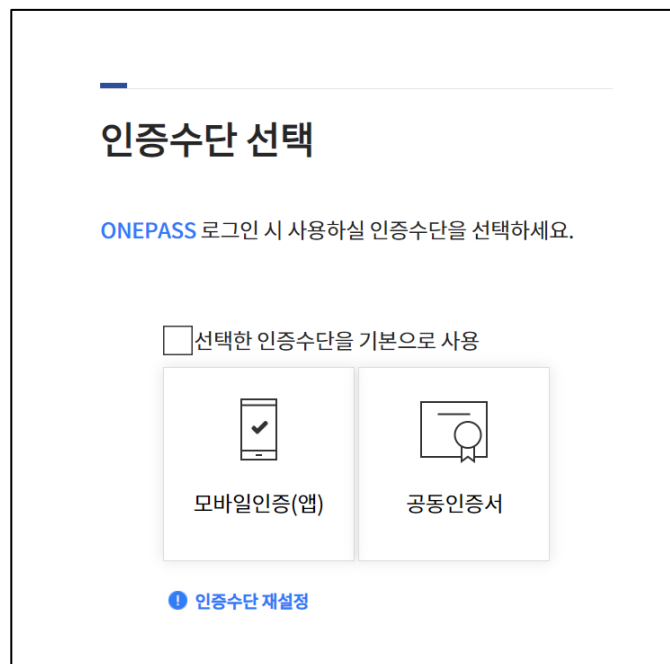 인증수단 선택
ONEPASS 로그인 시 사용하실 인증수단을 선택하세요.
선택한 인증수단을 기본으로 사용
모바일인증(앱)
공동인증서
인증수단 재설정